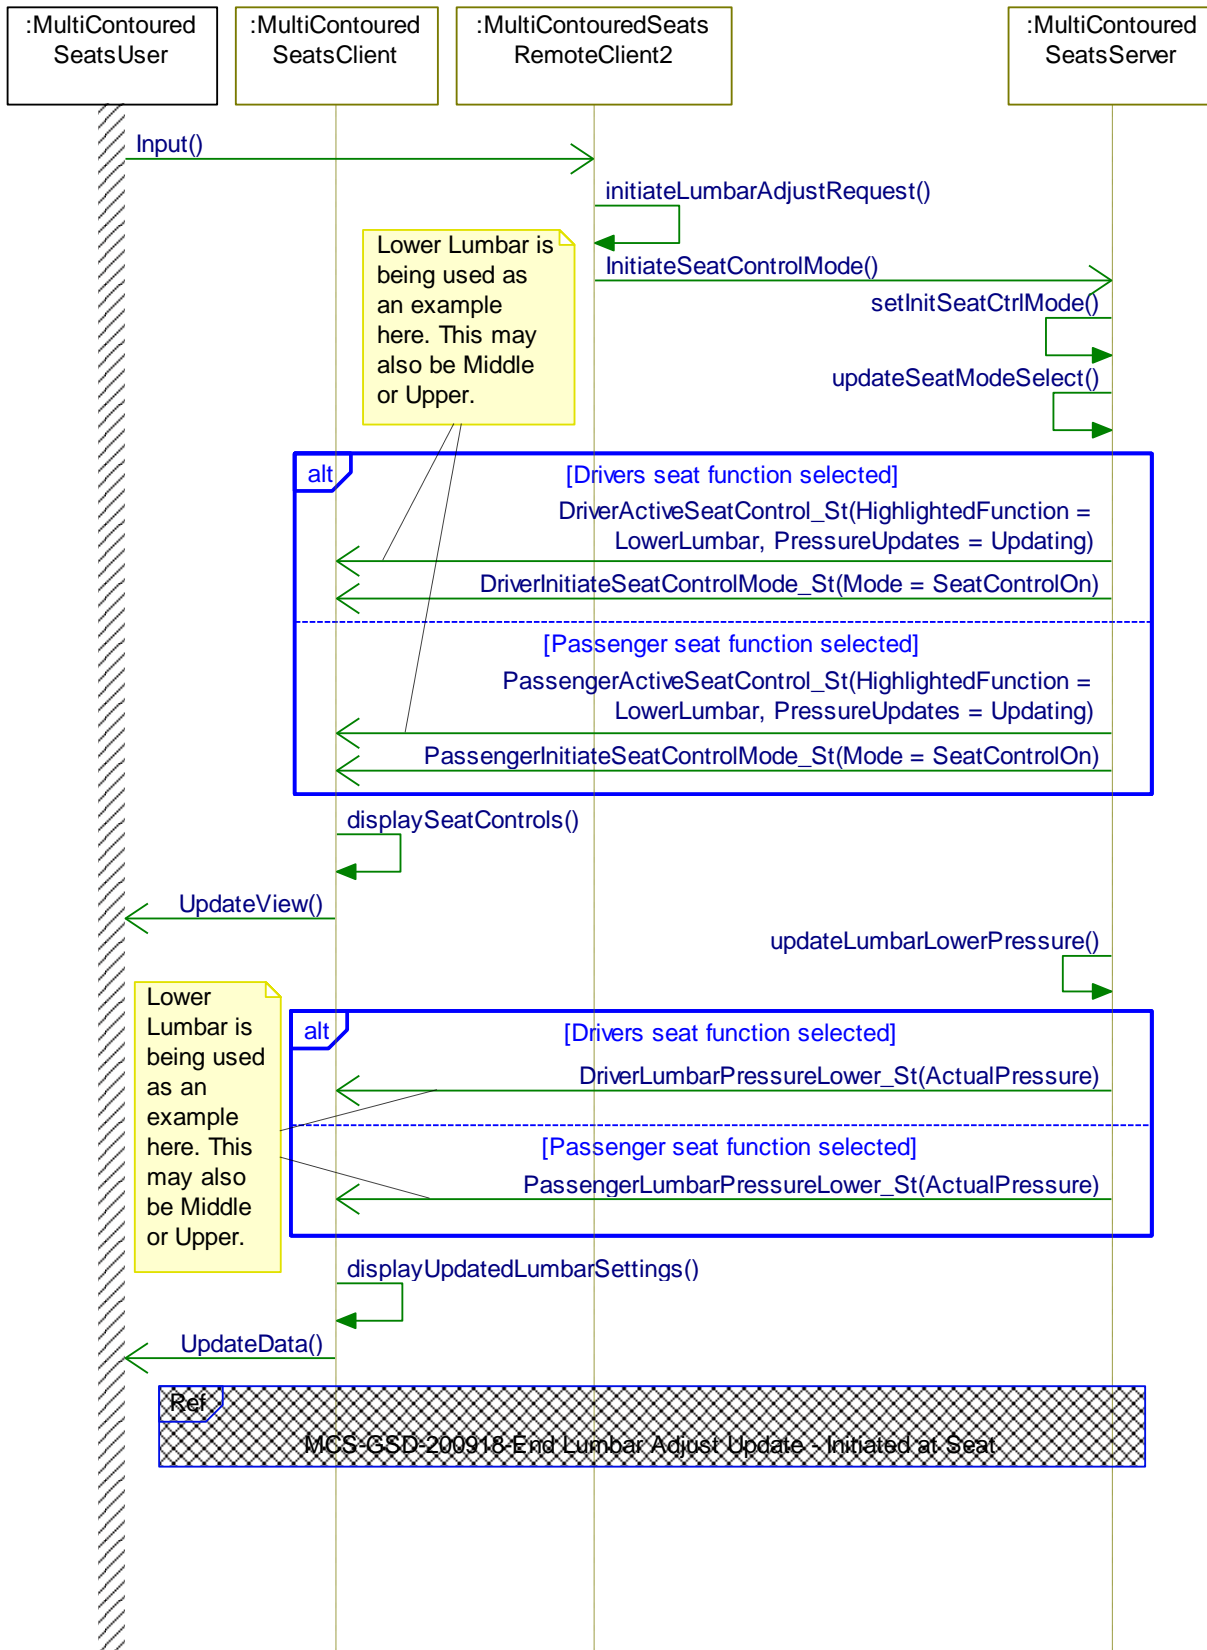 :MultiContoured
SeatsUser
:MultiContoured
SeatsClient
:MultiContouredSeats
RemoteClient2
:MultiContoured
SeatsServer
Input()
initiateLumbarAdjustRequest()
Lower Lumbar is
being used as
an example
here. This may
also be Middle
or Upper.
InitiateSeatControlMode()
setInitSeatCtrlMode()
updateSeatModeSelect()
alt
[Drivers seat function selected]
DriverActiveSeatControl_St(HighlightedFunction =
LowerLumbar, PressureUpdates = Updating)
DriverInitiateSeatControlMode_St(Mode = SeatControlOn)
[Passenger seat function selected]
PassengerActiveSeatControl_St(HighlightedFunction =
LowerLumbar, PressureUpdates = Updating)
PassengerInitiateSeatControlMode_St(Mode = SeatControlOn)
displaySeatControls()
UpdateView()
updateLumbarLowerPressure()
Lower
Lumbar is
being used
as an
example
here. This
may also
be Middle
or Upper.
alt
[Drivers seat function selected]
DriverLumbarPressureLower_St(ActualPressure)
[Passenger seat function selected]
PassengerLumbarPressureLower_St(ActualPressure)
displayUpdatedLumbarSettings()
UpdateData()
Ref
MCS-GSD-200918-End Lumbar Adjust Update - Initiated at Seat